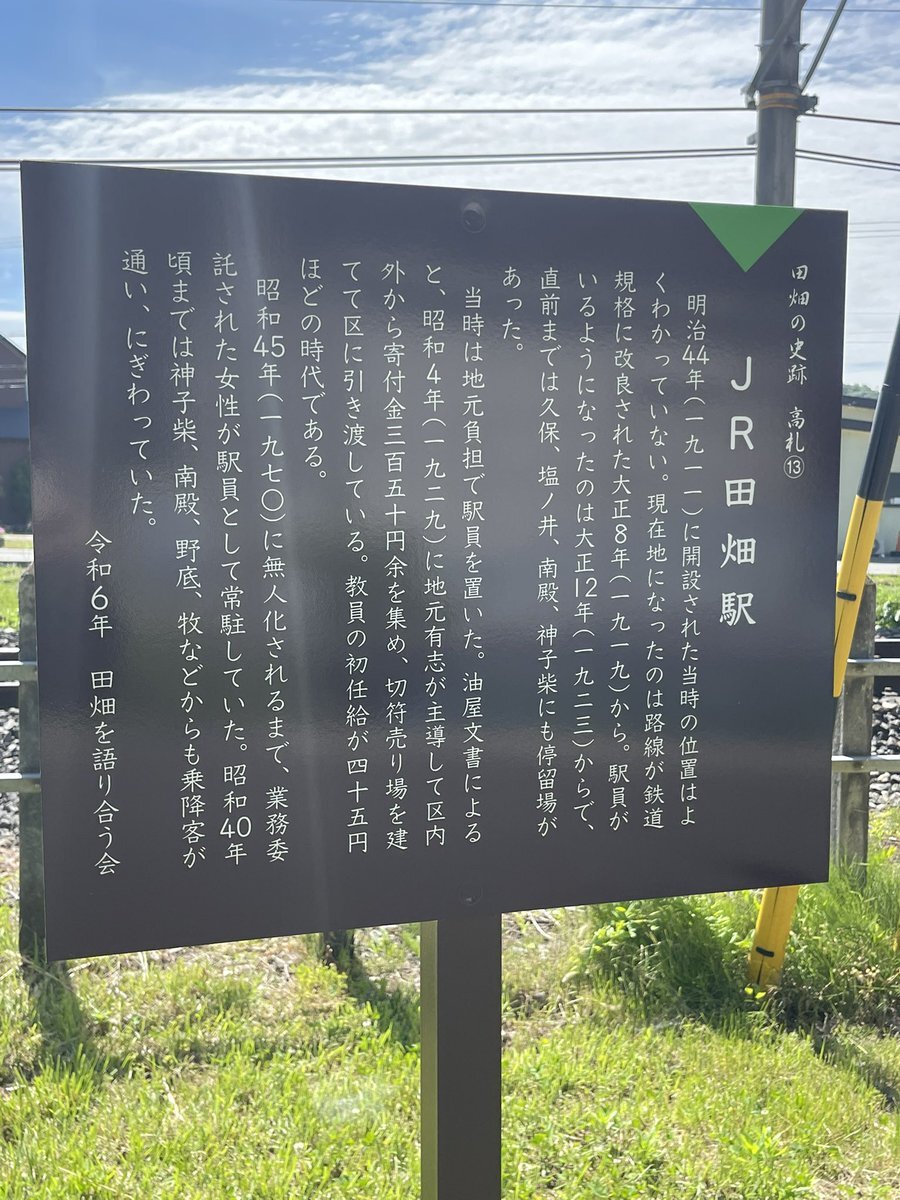 田畑の史跡 高札⑬
JR田畑駅
明治44年(一九一一)に開設された当時の位置はよ
くわかっていない。現在地になったのは路線が鉄道
規格に改良された大正8年(一九一九)から。駅員が
いるようになったのは大正12年(一九二三)からで、
直前までは久保、塩ノ井、南殿、神子柴にも停留場が
あった。
当時は地元負担で駅員を置いた。油屋文書による
と、昭和4年(一九二九)に地元有志が主導して区内
外から寄付金三百五十円余を集め、切符売り場を建
てて区に引き渡している。教員の初任給が四十五円
ほどの時代である。
昭和45年(一九七〇)に無人化されるまで、業務委
託された女性が駅員として常駐していた。昭和40年
頃までは神子柴、南殿、野底、牧などからも乗降客が
通い、にぎわっていた。
令和6年 田畑を語り合う会